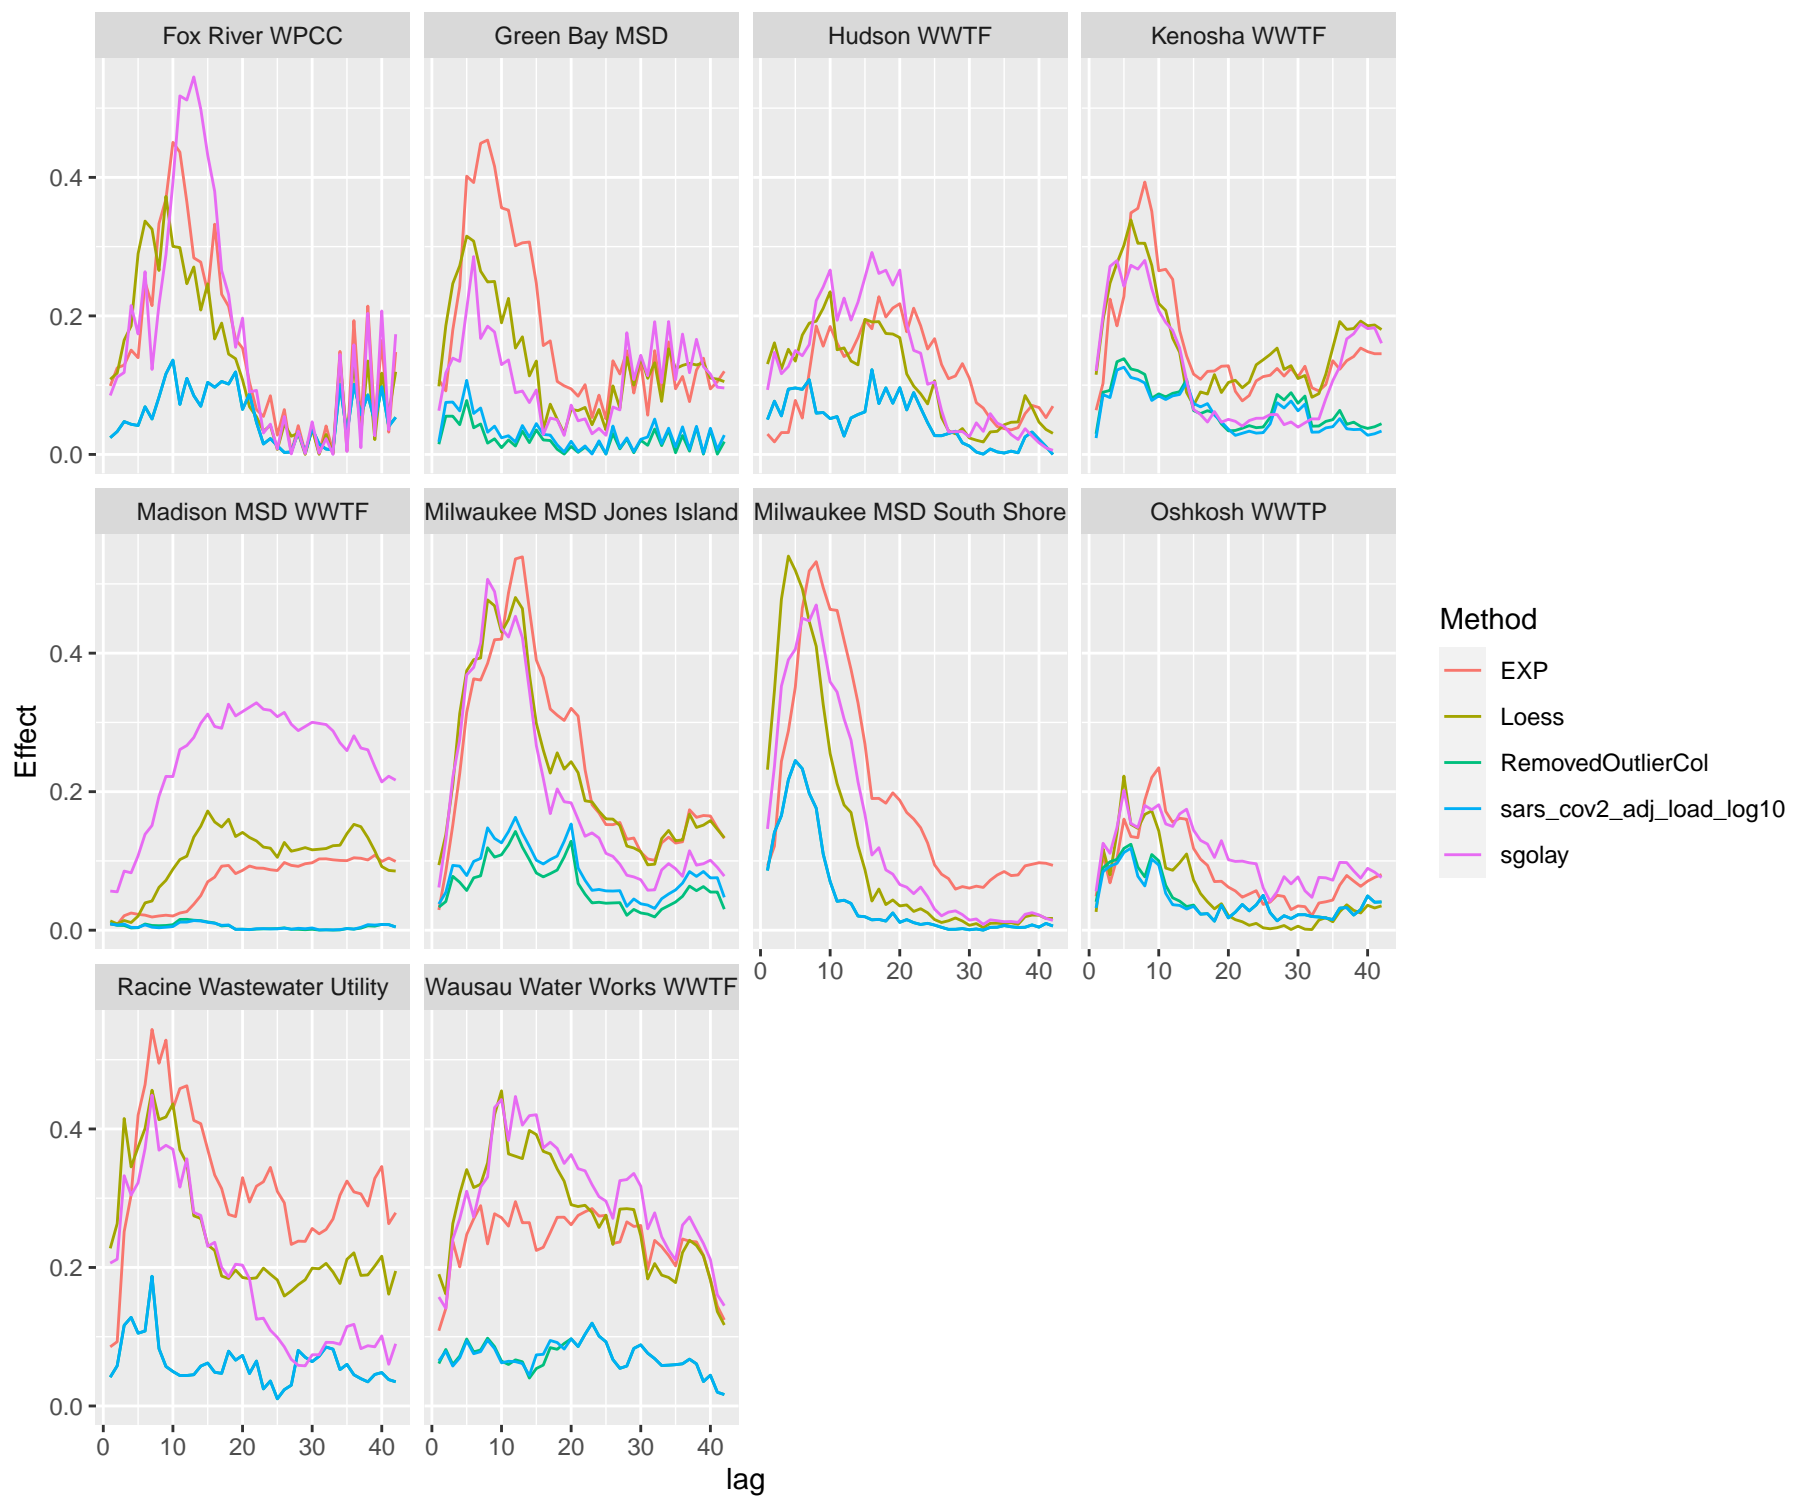 Fox River WPCC
Green Bay MSD
Hudson WWTF
Kenosha WWTF
0.4
0.2
0.0
Madison MSD WWTF
Milwaukee MSD Jones Island
Milwaukee MSD South Shore
Oshkosh WWTP
0.4
0.2
0.0
0 10 20 30 40
0 10 20 30 40
Racine Wastewater Utility
Wausau Water Works WWTF
0.4
0.2
0.0
0 10 20 30 40
0 10 20 30 40
lag
Effect
Method
EXP
Loess
RemovedOutlierCol
sars_cov2_adj_load_log10
sgolay